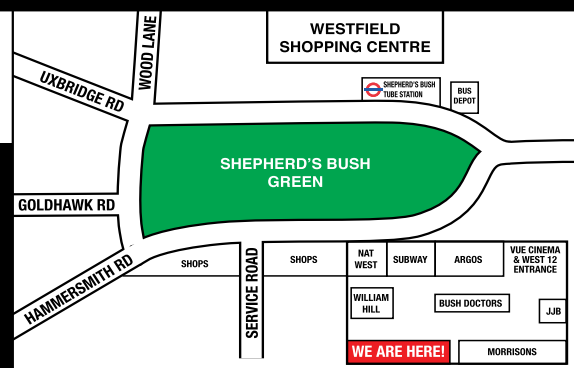 WESTFIELD
SHOPPING CENTRE
WOOD LANE
UXBRIDGE RD
SHEPHERD'S BUSH
TUBE STATION
BUS
DEPOT
SHEPHERD'S BUSH
GREEN
GOLDHAWK RD
HAMMERSMITH RD
SHOPS
SERVICE ROAD
SHOPS
NAT
WEST
SUBWAY
ARGOS
VUE CINEMA
& WEST 12
ENTRANCE
WILLIAM
HILL
BUSH DOCTORS
JJB
WE ARE HERE!
MORRISONS